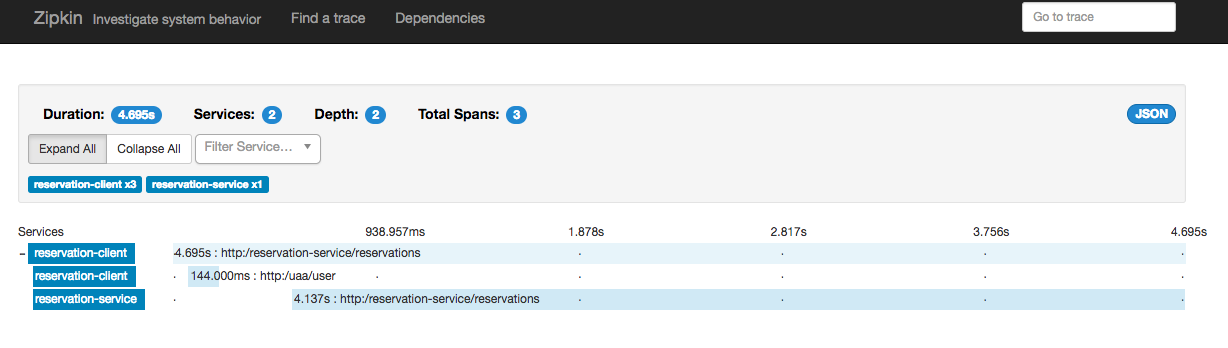 Zipkin Investigate system behavior Find a trace Dependencies Go to trace
Duration: 4.695s Services: 2 Depth: 2 Total Spans: 3 JSON
Expand All Collapse All Filter Service...
reservation-client x3 reservation-service x1
Services 938.957ms 1.878s 2.817s 3.756s 4.695s
- reservation-client 4.695s : http:/reservation-service/reservations
reservation-client 144.000ms : http:/uaa/user
reservation-service 4.137s : http:/reservation-service/reservations